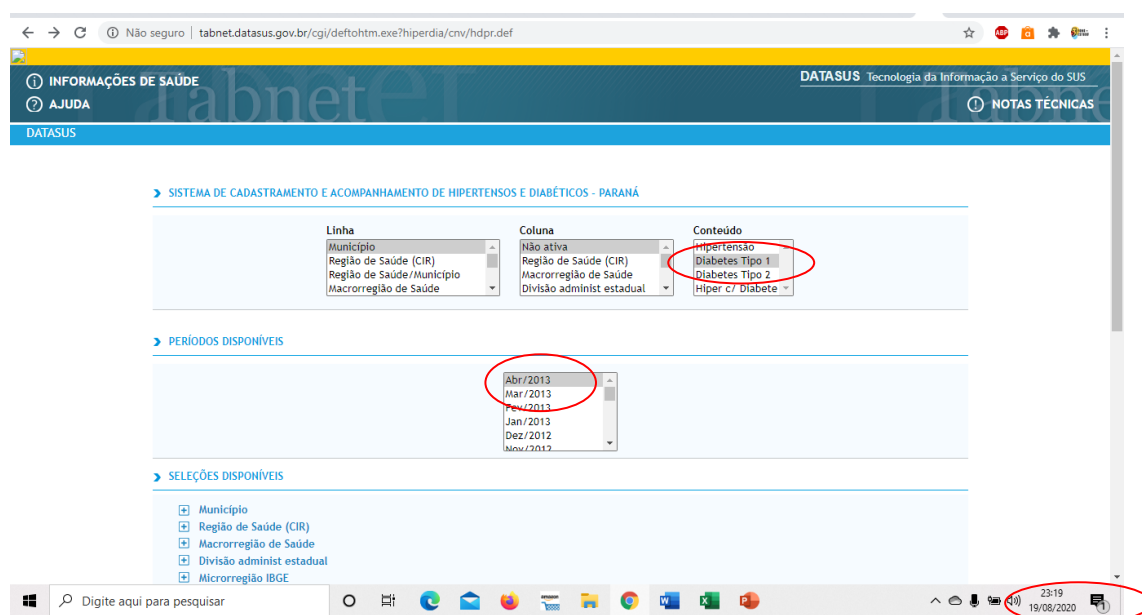 Não seguro | tabnet.datasus.gov.br/cgi/deftohtm.exe?hiperdia/cnv/hdpr.def
ABP
INFORMAÇÕES DE SAÚDE
DATASUS Tecnologia da Informação a Serviço do SUS
AJUDA
Tabnet
NOTAS TÉCNICAS
DATASUS
SISTEMA DE CADASTRAMENTO E ACOMPANHAMENTO DE HIPERTENSOS E DIABÉTICOS - PARANÁ
Linha
Município
Região de Saúde (CIR)
Região de Saúde/Município
Macrorregião de Saúde
Coluna
Não ativa
Região de Saúde (CIR)
Macrorregião de Saúde
Divisão administ estadual
Conteúdo
Hipertensão
Diabetes Tipo 1
Diabetes Tipo 2
Hiper c/ Diabete
PERÍODOS DISPONÍVEIS
Abr/2013
Mar/2013
Fev/2013
Jan/2013
Dez/2012
Nov/2012
SELEÇÕES DISPONÍVEIS
Município
Região de Saúde (CIR)
Macrorregião de Saúde
Divisão administ estadual
Microrregião IBGE
Digite aqui para pesquisar
23:19
19/08/2020
1